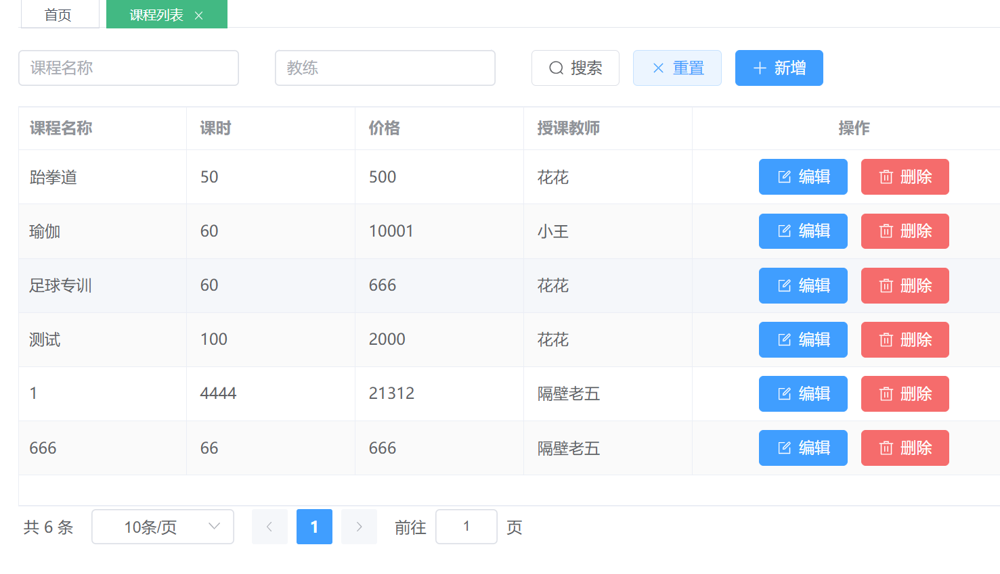 首页 课程列表
课程名称 教练 搜索 重置 新增
课程名称 课时 价格 授课教师 操作
跆拳道 50 500 花花 编辑 删除
瑜伽 60 10001 小王 编辑 删除
足球专训 60 666 花花 编辑 删除
测试 100 2000 花花 编辑 删除
1 4444 21312 隔壁老五 编辑 删除
666 66 666 隔壁老五 编辑 删除
共 6 条 10条/页 1 前往 1 页